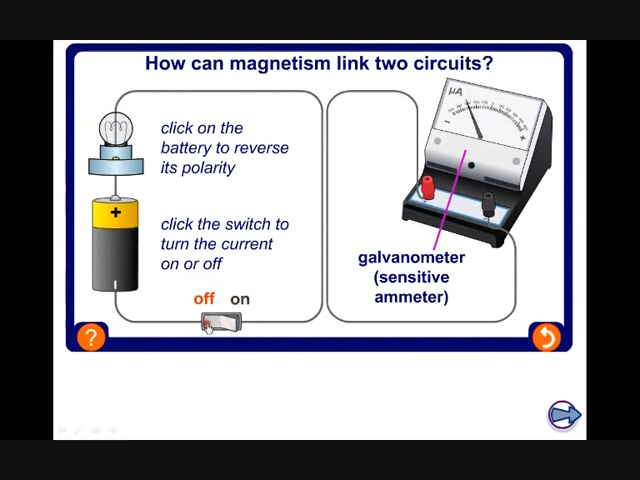 How can magnetism link two circuits?
click on the
battery to reverse
its polarity
+
click the switch to
turn the current
on or off
off on
µA
galvanometer
(sensitive
ammeter)
?